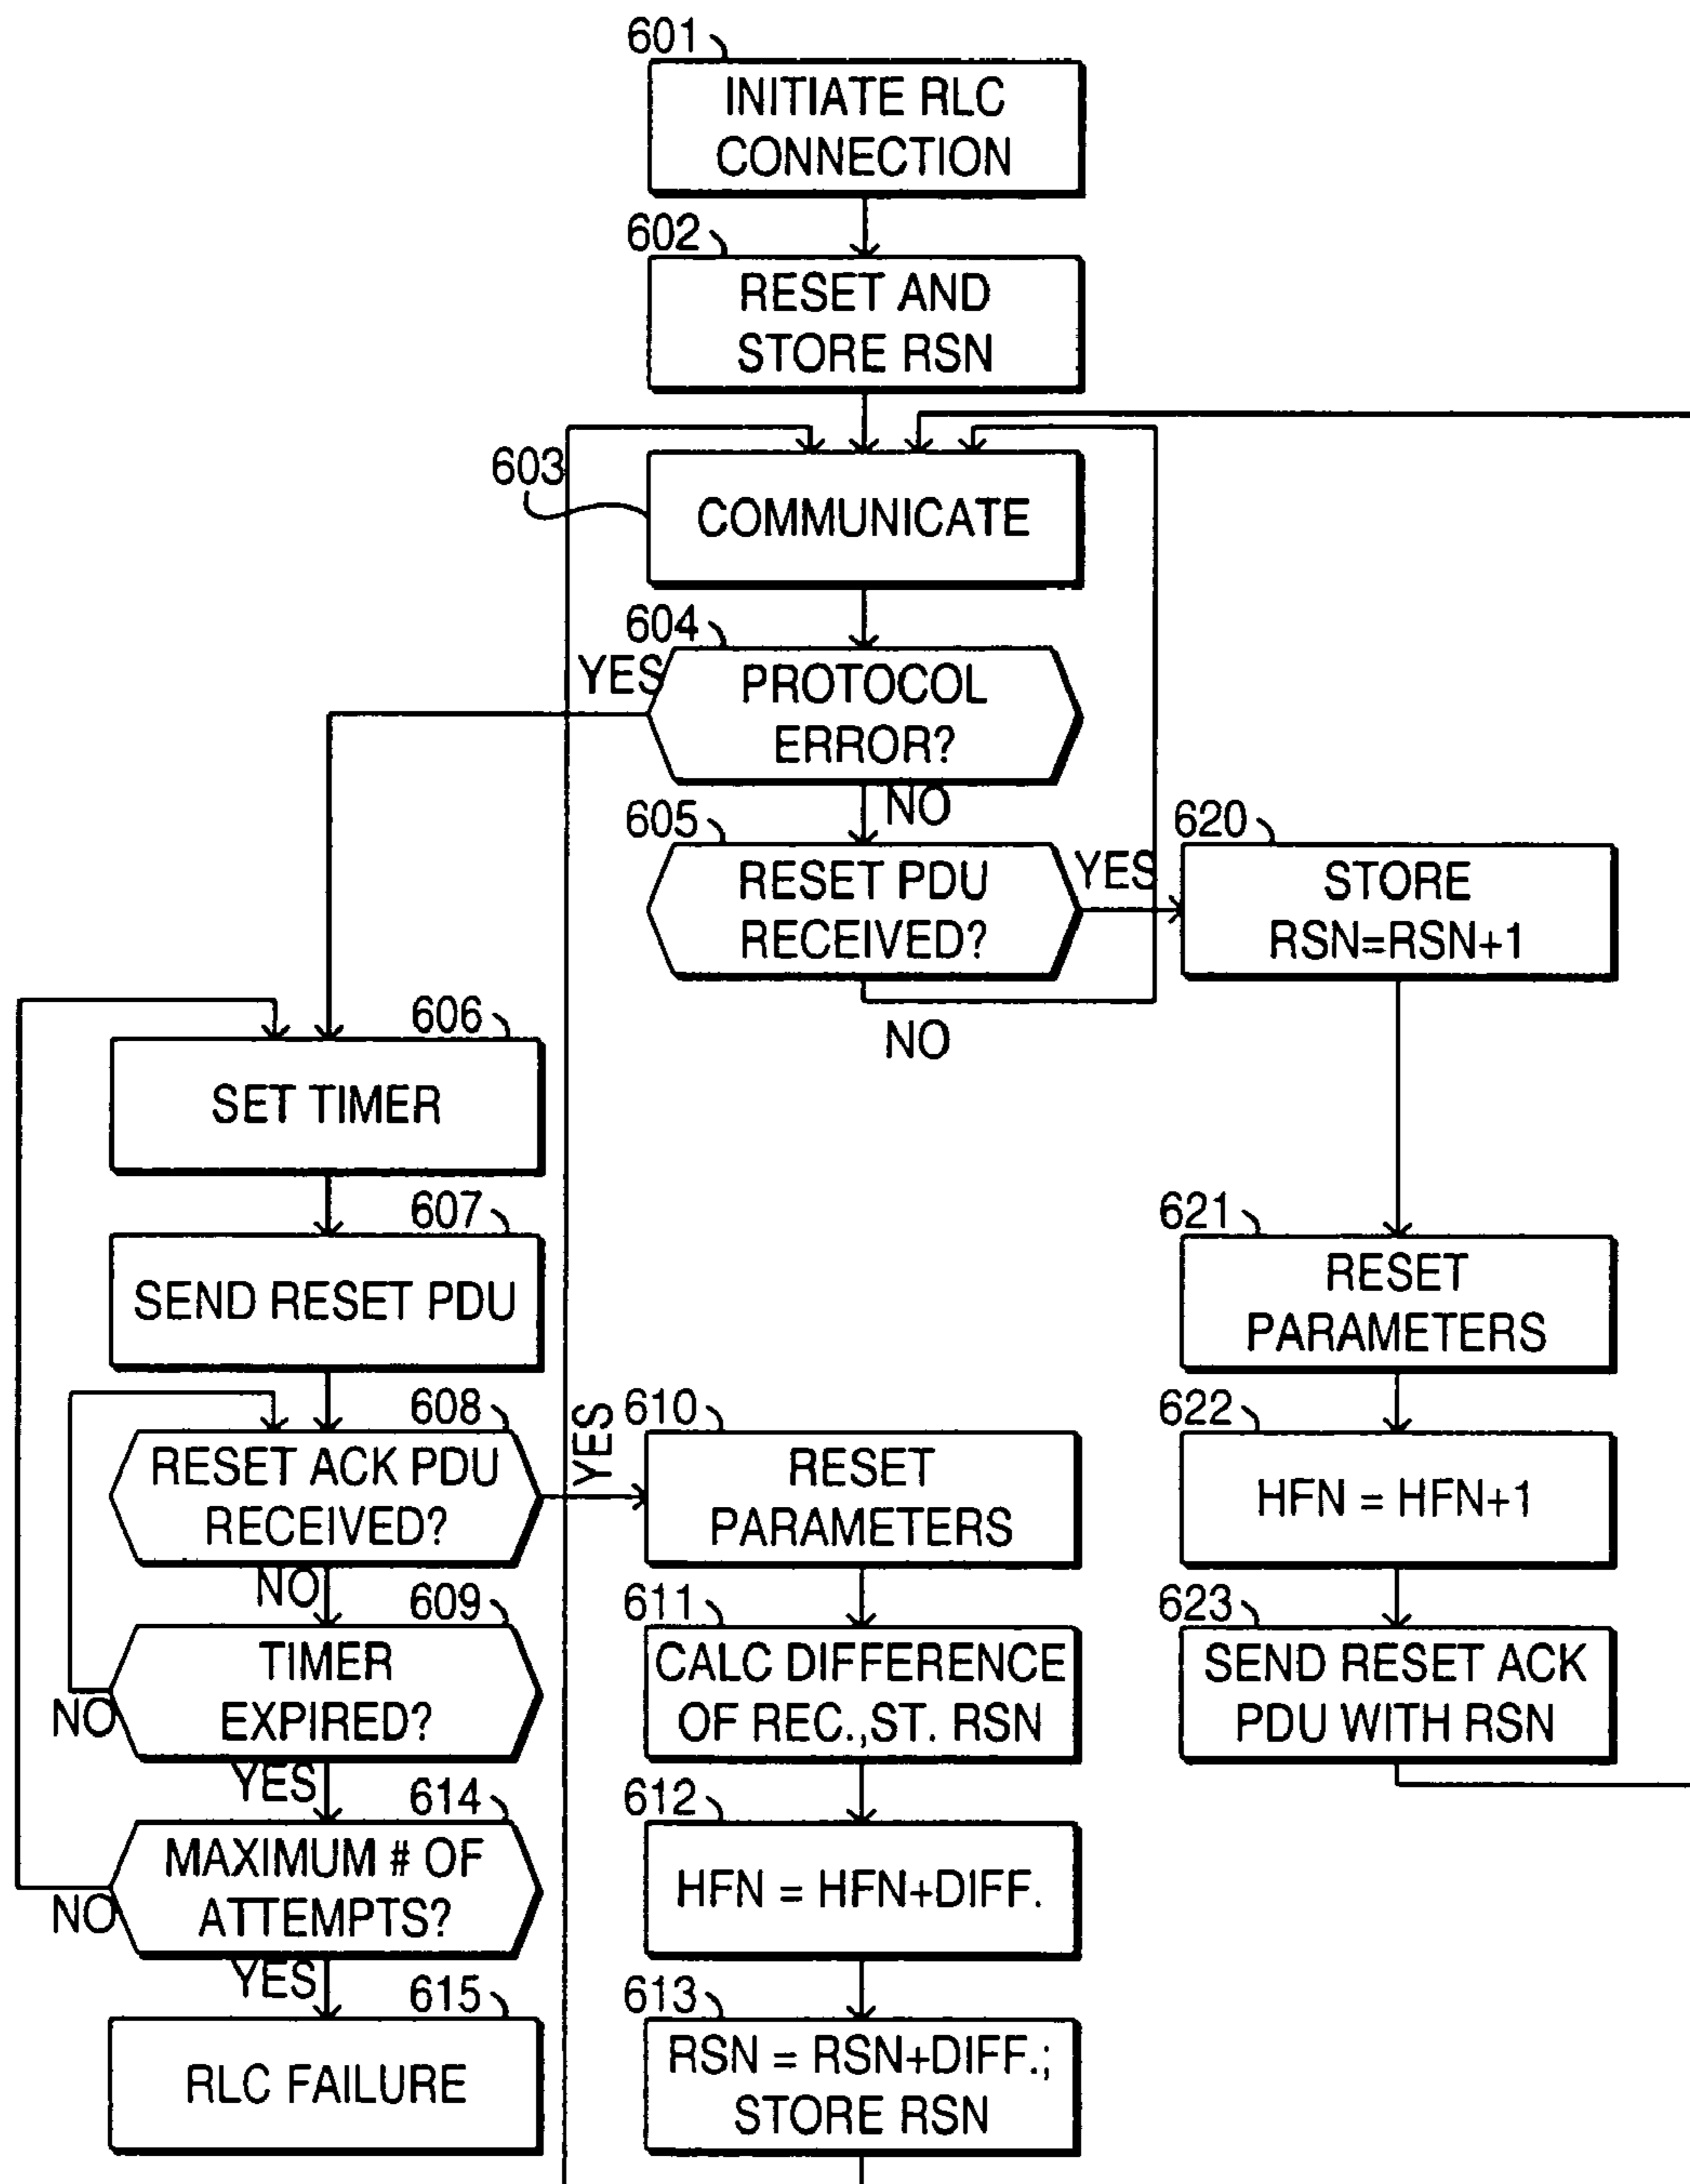 601
INITIATE RLC
CONNECTION
602
RESET AND
STORE RSN
603
COMMUNICATE
604
YES
PROTOCOL
ERROR?
NO
605
RESET PDU
RECEIVED?
YES
NO
620
STORE
RSN=RSN+1
606
SET TIMER
607
SEND RESET PDU
608
RESET ACK PDU
RECEIVED?
YES
NO
609
TIMER
EXPIRED?
NO
YES
614
MAXIMUM # OF
ATTEMPTS?
NO
YES
615
RLC FAILURE
610
RESET
PARAMETERS
611
CALC DIFFERENCE
OF REC.,ST. RSN
612
HFN = HFN+DIFF.
613
RSN = RSN+DIFF.;
STORE RSN
621
RESET
PARAMETERS
622
HFN = HFN+1
623
SEND RESET ACK
PDU WITH RSN